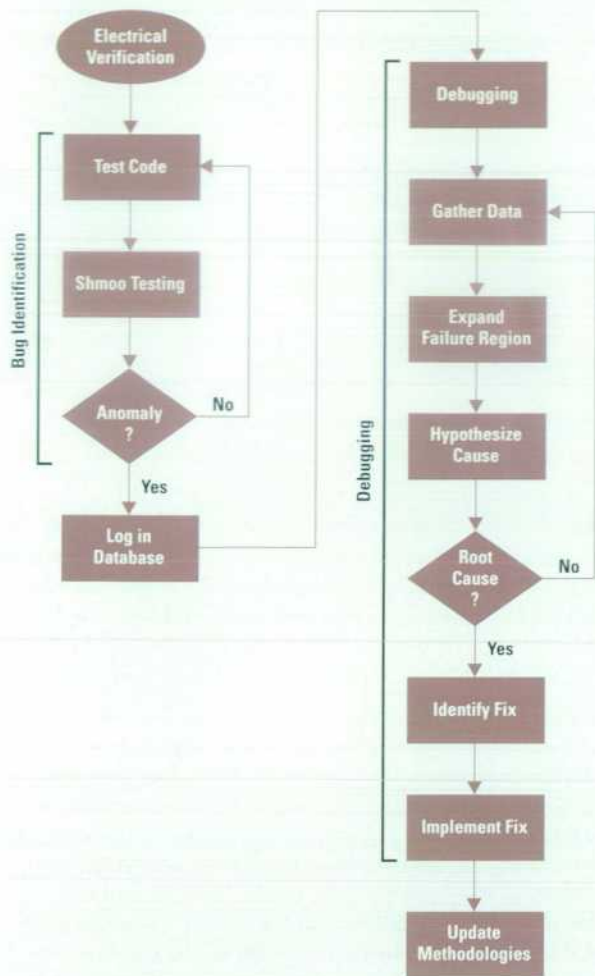 Electrical
Verification
Bug Identification
Test Code
Shmoo Testing
Anomaly
?
No
Yes
Log in
Database
Debugging
Debugging
Gather Data
Expand
Failure Region
Hypothesize
Cause
Root
Cause
?
No
Yes
Identify Fix
Implement Fix
Update
Methodologies